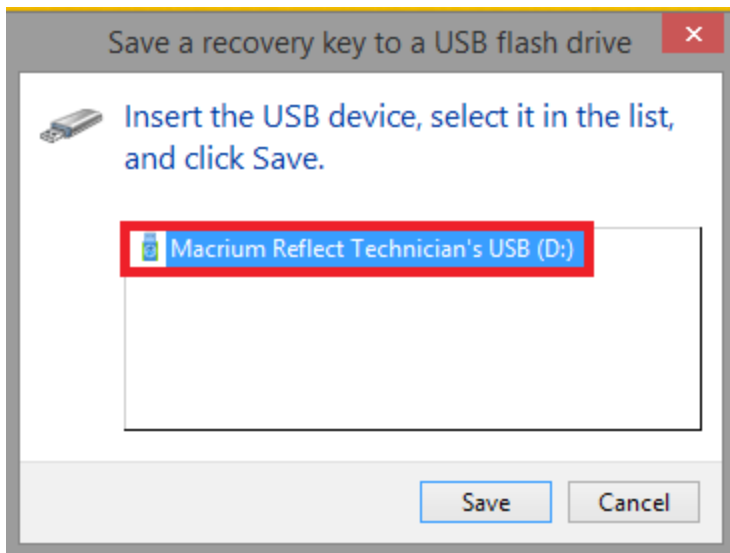 Save a recovery key to a USB flash drive
Insert the USB device, select it in the list,
and click Save.
Macrium Reflect Technician's USB (D:)
Save
Cancel